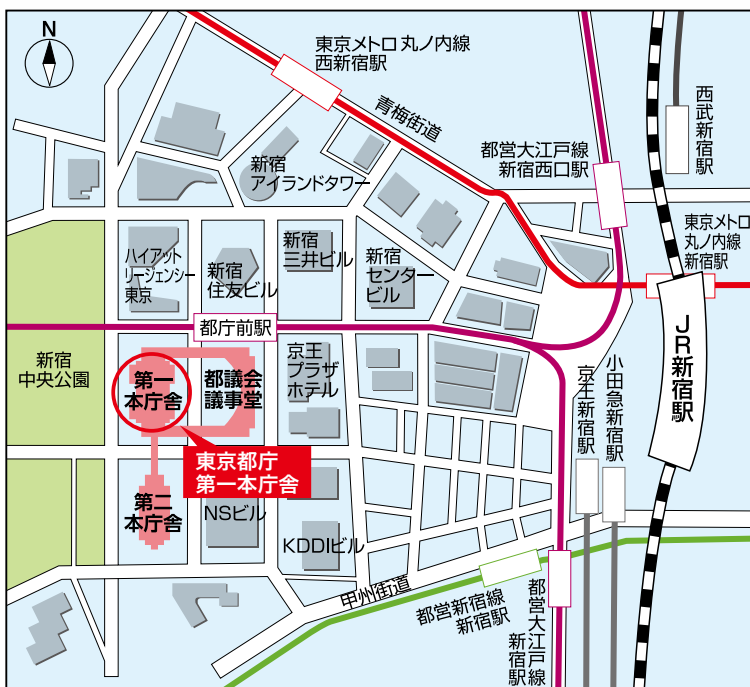 N
東京メトロ丸ノ内線
西新宿駅
青梅街道
西武新宿駅
都営大江戸線
新宿西口駅
新宿
アイランドタワー
東京メトロ
丸ノ内線
新宿駅
ハイアット
リージェンシー
東京
新宿
住友ビル
新宿
三井ビル
新宿
センター
ビル
都庁前駅
JR新宿駅
新宿
中央公園
第一
本庁舎
都議会
議事堂
京王
プラザ
ホテル
京王新宿駅
小田急新宿駅
東京都庁
第一本庁舎
第二
本庁舎
NSビル
KDDIビル
甲州街道
都営新宿線
新宿駅
都営大江戸線
新宿駅